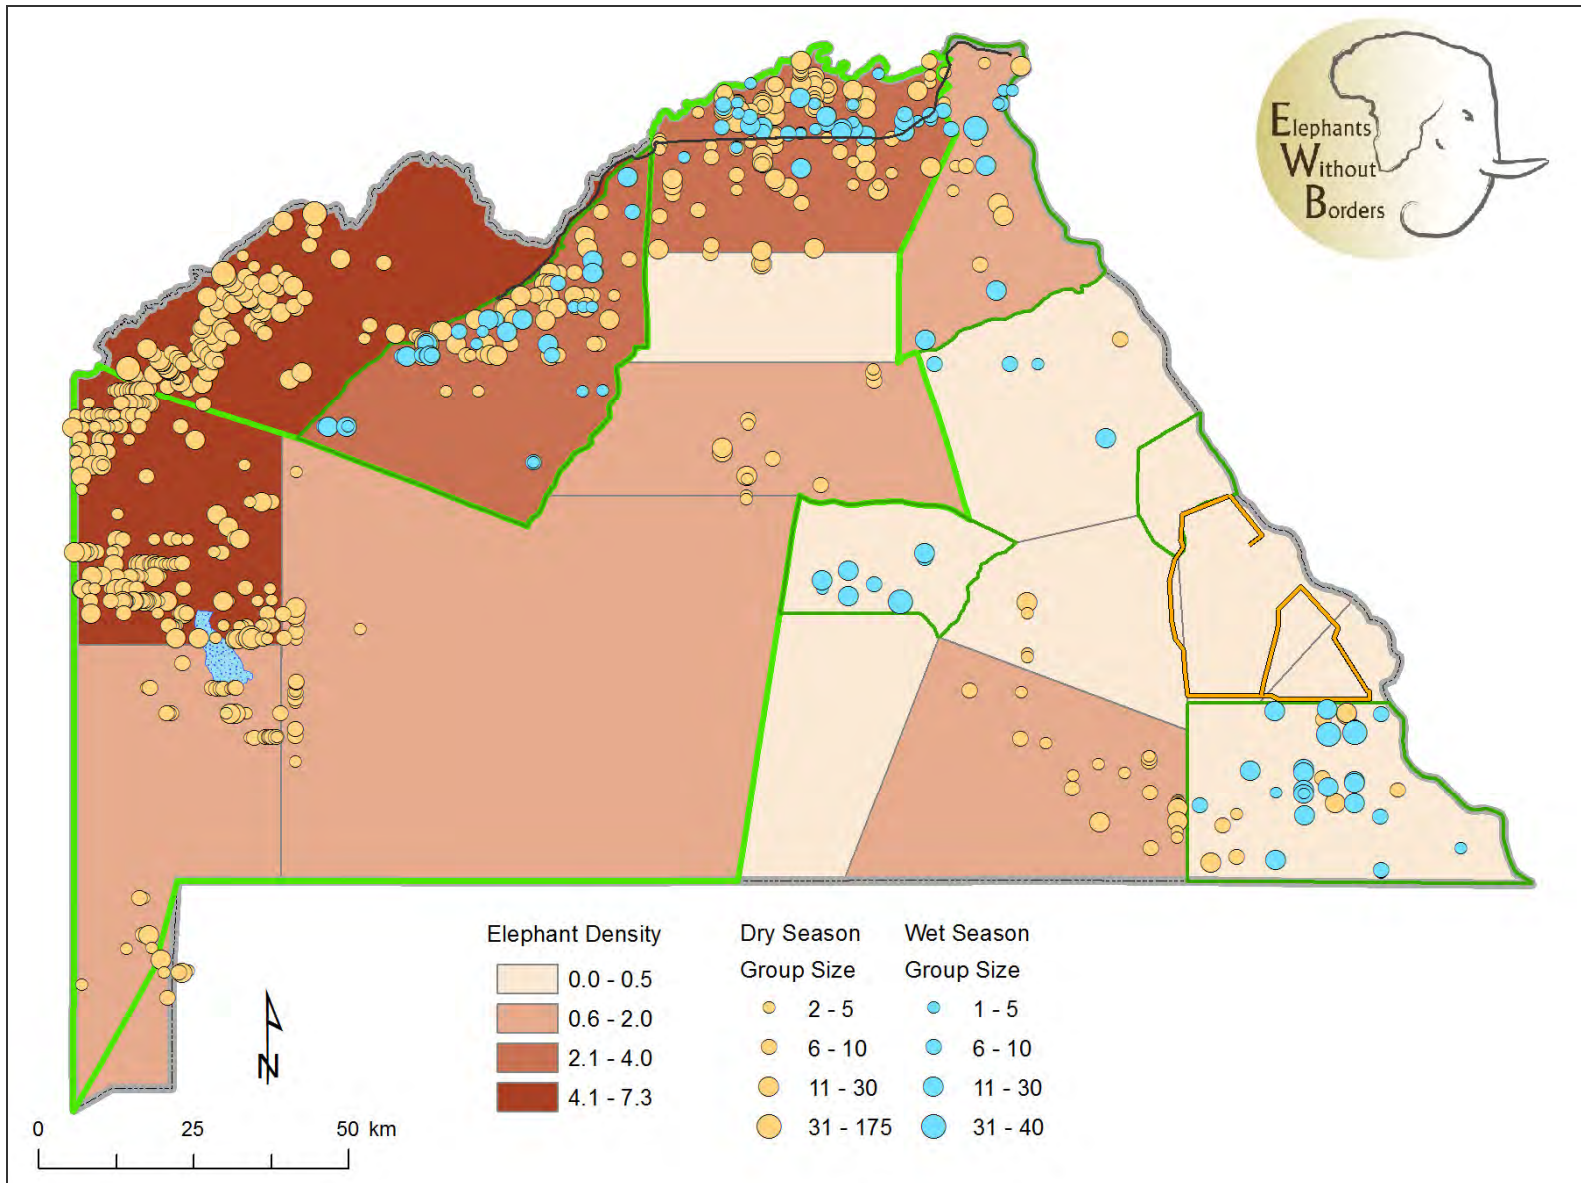 Elephants
Without
Borders
Elephant Density
0.0 - 0.5
0.6 - 2.0
2.1 - 4.0
4.1 - 7.3
Dry Season
Group Size
2 - 5
6 - 10
11 - 30
31 - 175
Wet Season
Group Size
1 - 5
6 - 10
11 - 30
31 - 40
N
0 25 50 km